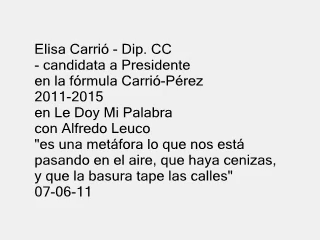 Elisa Carrió - Dip. CC
- candidata a Presidente
en la fórmula Carrió-Pérez
2011-2015
en Le Doy Mi Palabra
con Alfredo Leuco
"es una metáfora lo que nos está
pasando en el aire, que haya cenizas,
y que la basura tape las calles"
07-06-11